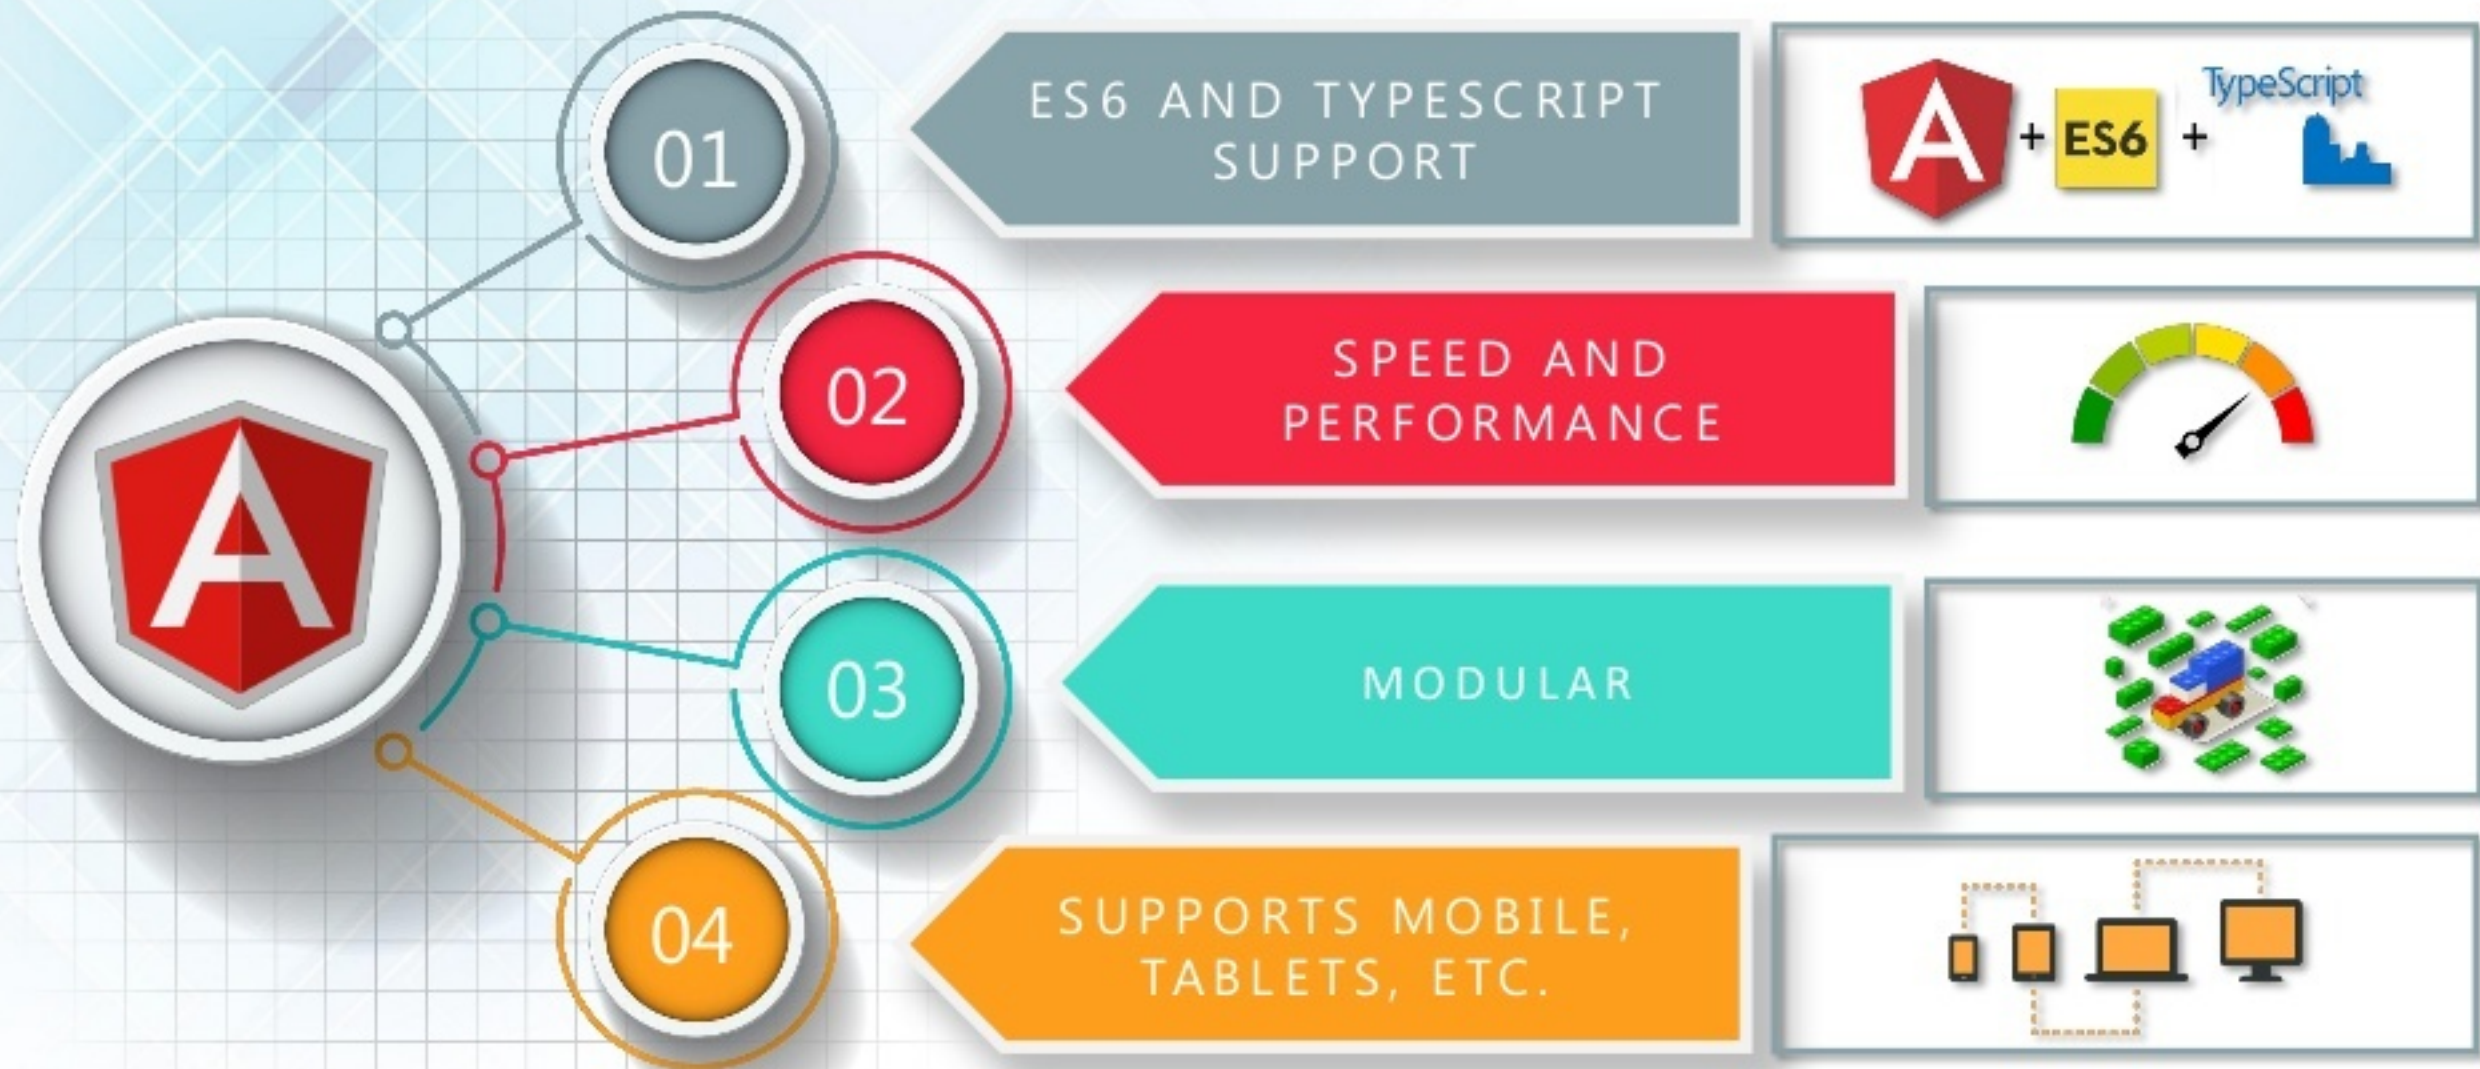 01
ES6 AND TYPESCRIPT
SUPPORT
A + ES6 + TypeScript
02
SPEED AND
PERFORMANCE
A
03
MODULAR
04
SUPPORTS MOBILE,
TABLETS, ETC.